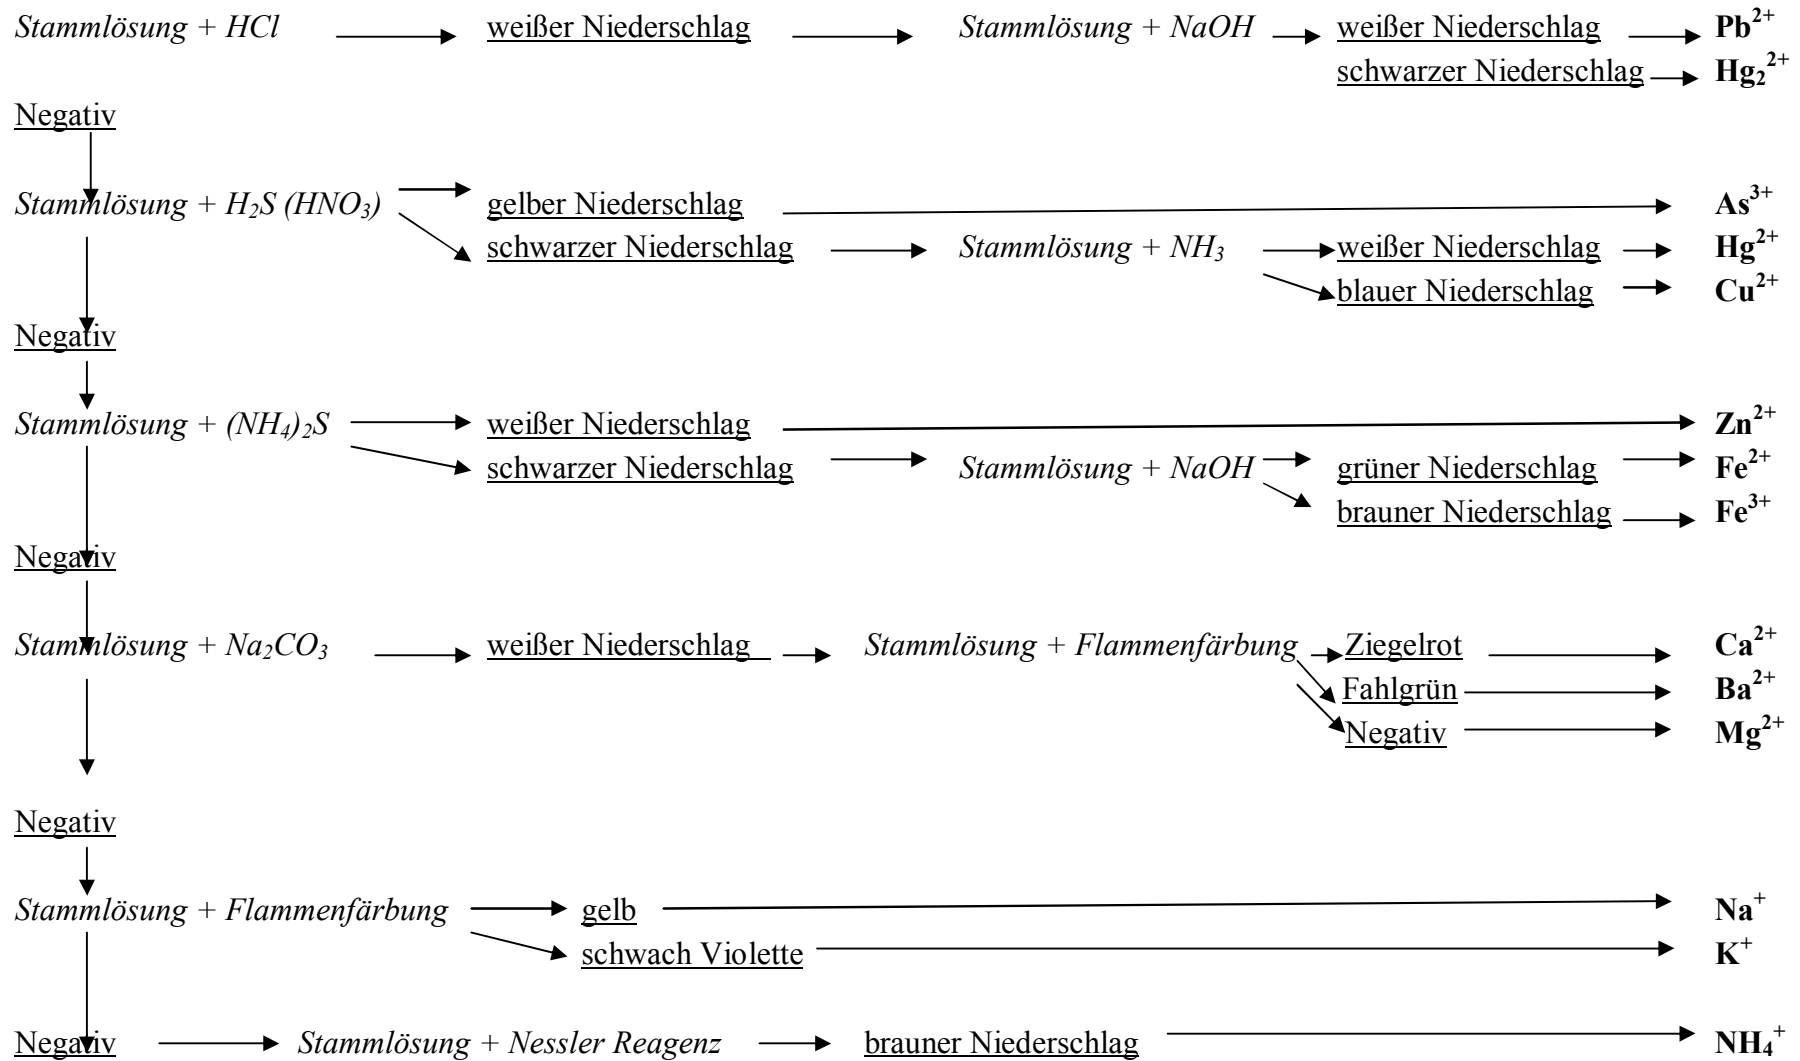 Stammlösung + HCl weißer Niederschlag Stammlösung + NaOH weißer Niederschlag Pb²⁺
schwarzer Niederschlag Hg₂²⁺
Negativ
Stammlösung + H₂S (HNO₃) gelber Niederschlag As³⁺
schwarzer Niederschlag Stammlösung + NH₃ weißer Niederschlag Hg²⁺
blauer Niederschlag Cu²⁺
Negativ
Stammlösung + (NH₄)₂S weißer Niederschlag Zn²⁺
schwarzer Niederschlag Stammlösung + NaOH grüner Niederschlag Fe²⁺
brauner Niederschlag Fe³⁺
Negativ
Stammlösung + Na₂CO₃ weißer Niederschlag Stammlösung + Flammenfärbung Ziegelrot Ca²⁺
Fahlgrün Ba²⁺
Negativ Mg²⁺
Negativ
Stammlösung + Flammenfärbung gelb Na⁺
schwach Violette K⁺
Negativ Stammlösung + Nessler Reagenz brauner Niederschlag NH₄⁺